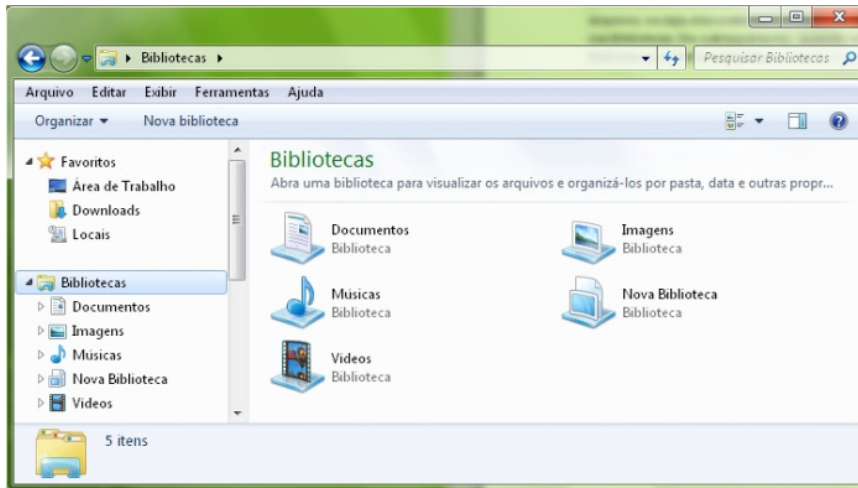 Bibliotecas
Pesquisar Bibliotecas
Arquivo Editar Exibir Ferramentas Ajuda
Organizar Nova biblioteca
Favoritos
Área de Trabalho
Downloads
Locais
Bibliotecas
Documentos
Imagens
Músicas
Nova Biblioteca
Vídeos
Bibliotecas
Abra uma biblioteca para visualizar os arquivos e organizá-los por pasta, data e outras propr...
Documentos
Biblioteca
Imagens
Biblioteca
Músicas
Biblioteca
Nova Biblioteca
Biblioteca
Vídeos
Biblioteca
5 itens